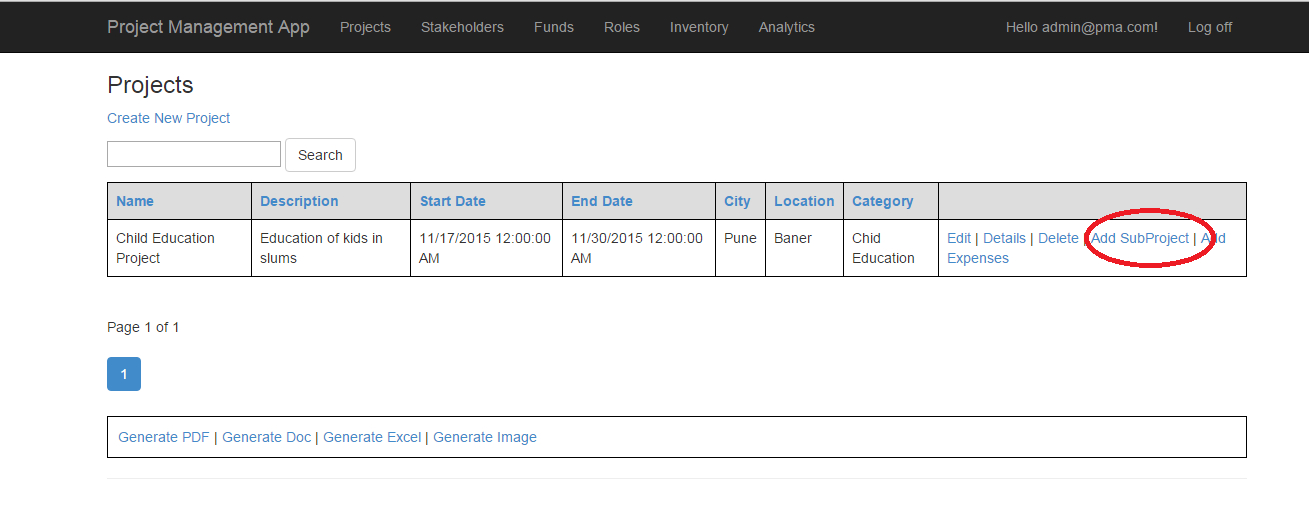 Project Management App Projects Stakeholders Funds Roles Inventory Analytics Hello admin@pma.com! Log off
Projects
Create New Project
Search
Name Description Start Date End Date City Location Category
Child Education Education of kids in 11/17/2015 12:00:00 11/30/2015 12:00:00 Pune Baner Chid Edit | Details | Delete | Add SubProject | Add
Project slums AM AM Education Expenses
Page 1 of 1
1
Generate PDF | Generate Doc | Generate Excel | Generate Image